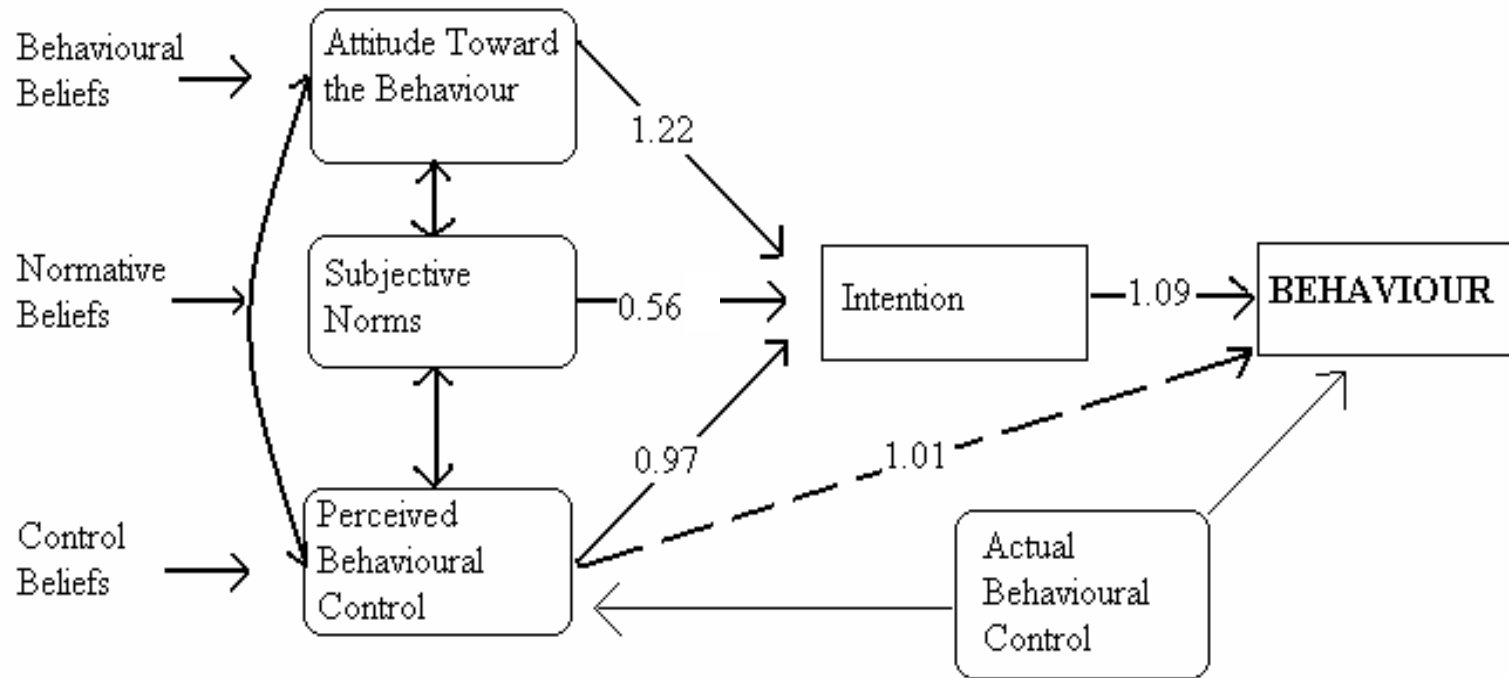 Behavioural
Beliefs
Attitude Toward
the Behaviour
1.22
Normative
Beliefs
Subjective
Norms
0.56
Intention
1.09
BEHAVIOUR
Control
Beliefs
Perceived
Behavioural
Control
0.97
1.01
Actual
Behavioural
Control